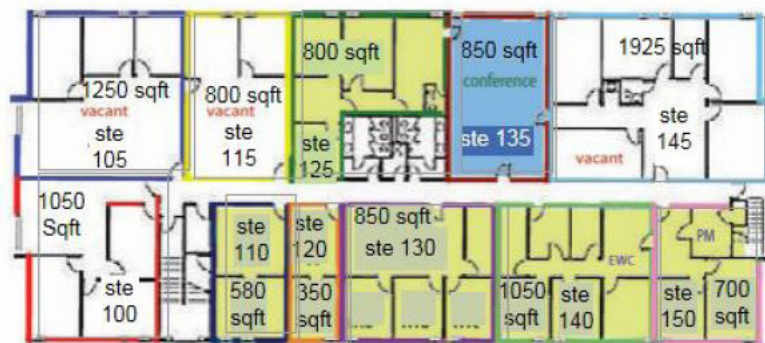 1250 sqft
vacant
ste
105
800 sqft
vacant
ste
115
800 sqft
ste
125
850 sqft
conference
ste 135
1925 sqft
ste
145
vacant
1050
Sqft
ste
100
ste
110
580
sqft
ste
120
350
sqft
850 sqft
ste 130
1050
sqft
ste
140
EWC
PM
ste
150
700
sqft